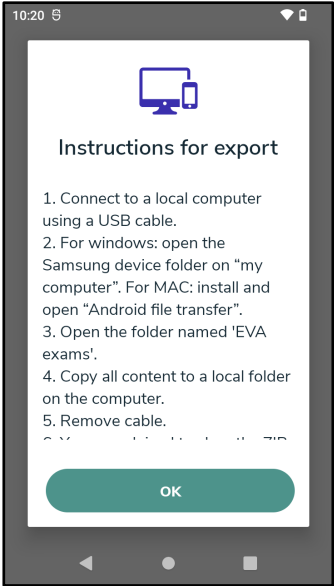 10:20
Instructions for export
1. Connect to a local computer
using a USB cable.
2. For windows: open the
Samsung device folder on “my
computer”. For MAC: install and
open “Android file transfer”.
3. Open the folder named 'EVA
exams'.
4. Copy all content to a local folder
on the computer.
5. Remove cable.
OK